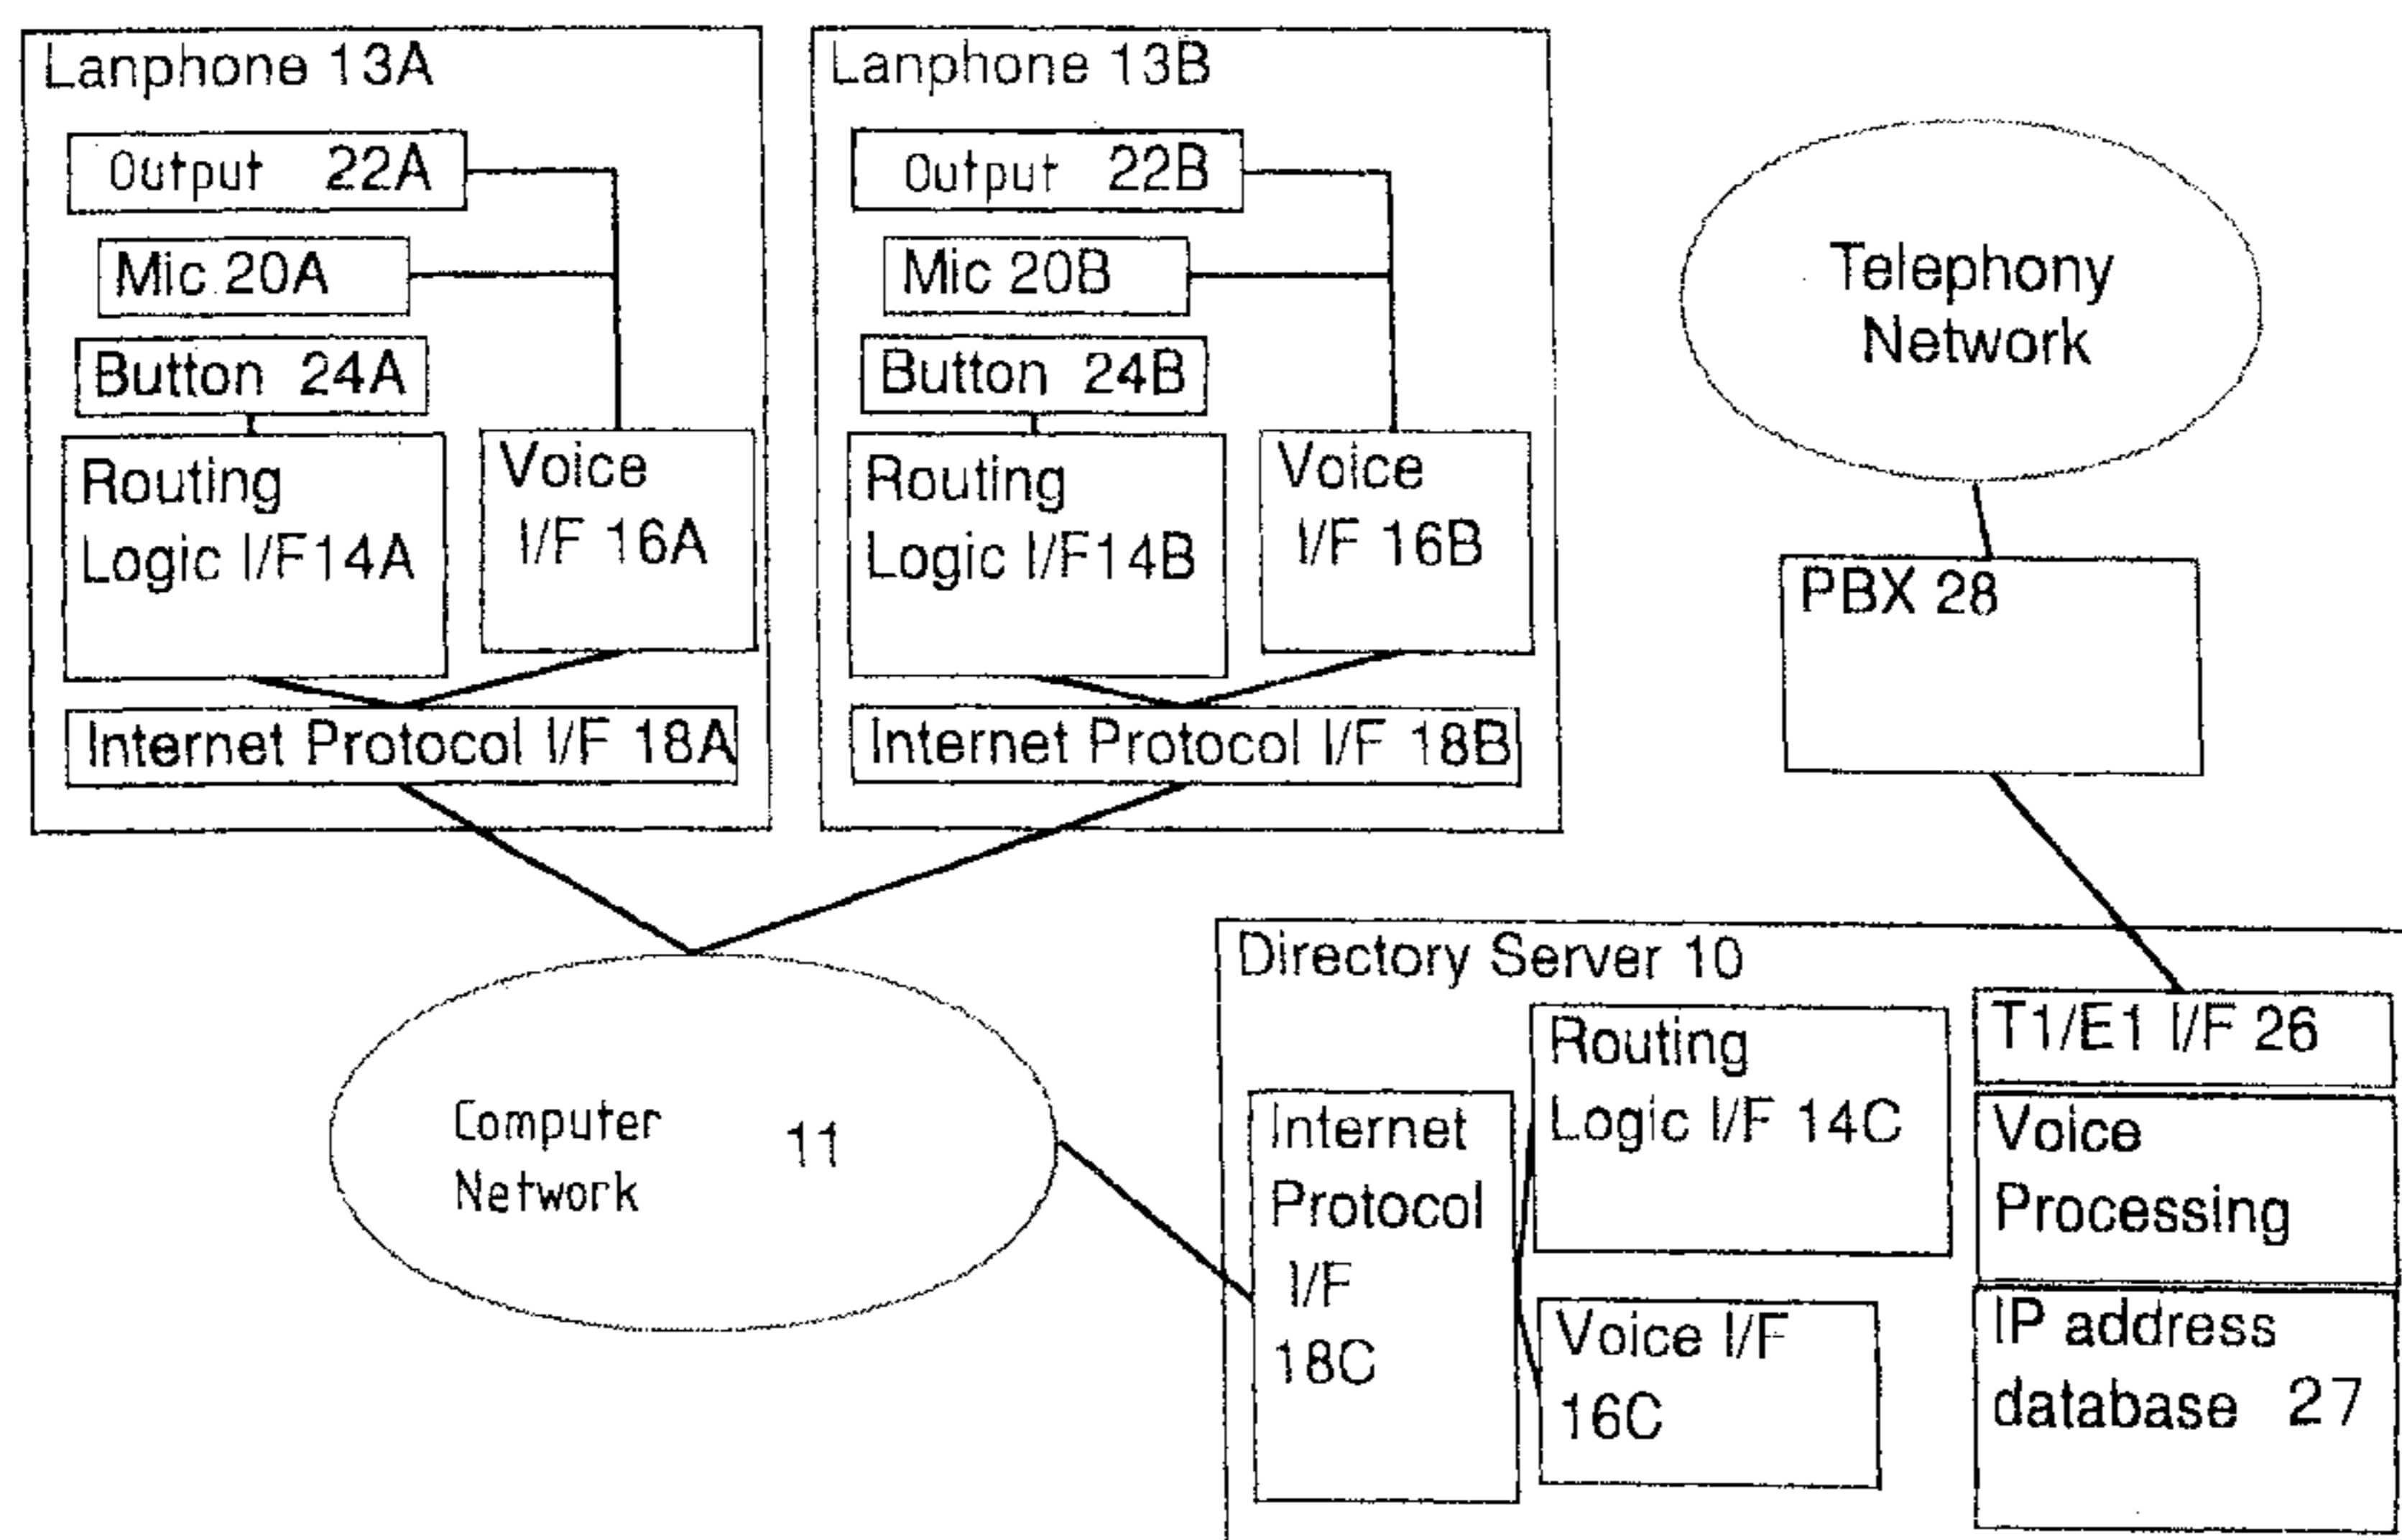 Lanphone 13A
Output 22A
Mic 20A
Button 24A
Routing
Logic I/F14A
Voice
I/F 16A
Internet Protocol I/F 18A
Lanphone 13B
Output 22B
Mic 20B
Button 24B
Routing
Logic I/F14B
Voice
I/F 16B
Internet Protocol I/F 18B
Telephony
Network
PBX 28
Computer
Network
11
Directory Server 10
Internet
Protocol
I/F
18C
Routing
Logic I/F 14C
Voice I/F
16C
T1/E1 I/F 26
Voice
Processing
IP address
database 27